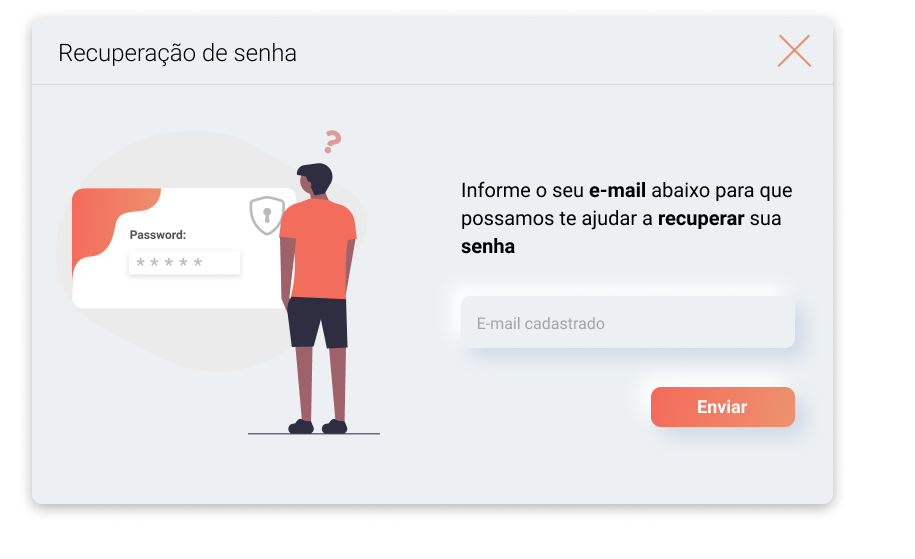 Recuperação de senha
?
Password:
* * * * *
Informe o seu e-mail abaixo para que
possamos te ajudar a recuperar sua
senha
E-mail cadastrado
Enviar